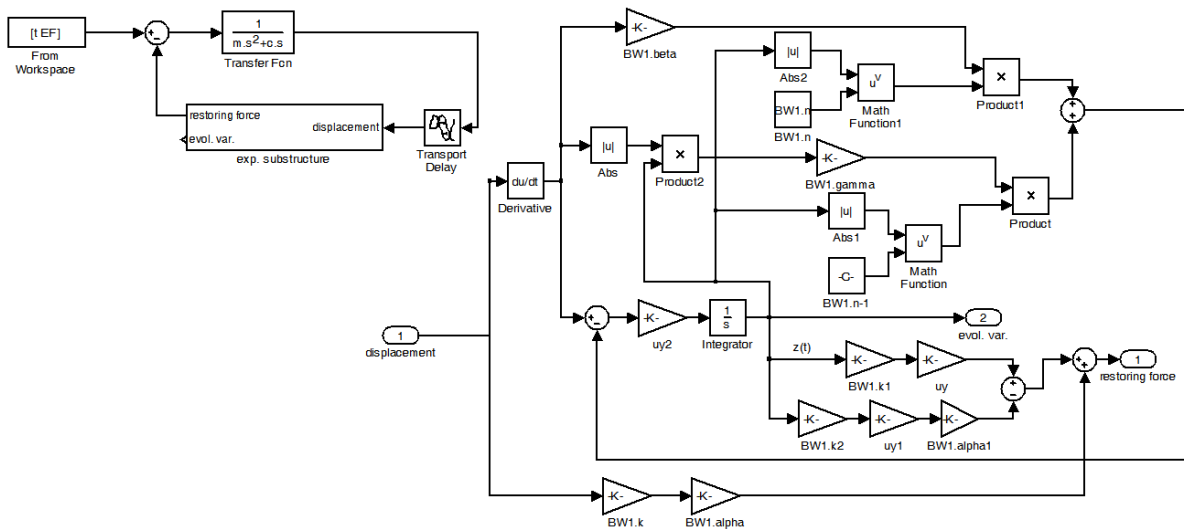 [t EF]
From
Workspace
1
m.s²+c.s
Transfer Fcn
restoring force
evol. var.
displacement
exp. substructure
Transport
Delay
-K-
BW1.beta
|u|
Abs2
BW1.n
BW1.n
u^v
Math
Function1
×
Product1
|u|
Abs
×
Product2
-K-
BW1.gamma
×
Product
du/dt
Derivative
|u|
Abs1
-C-
BW1.n-1
u^v
Math
Function
1
displacement
-K-
uy2
1
s
Integrator
2
evol. var.
z(t)
-K-
BW1.k1
-K-
uy
1
restoring force
-K-
BW1.k2
-K-
uy1
-K-
BW1.alpha1
-K-
BW1.k
-K-
BW1.alpha